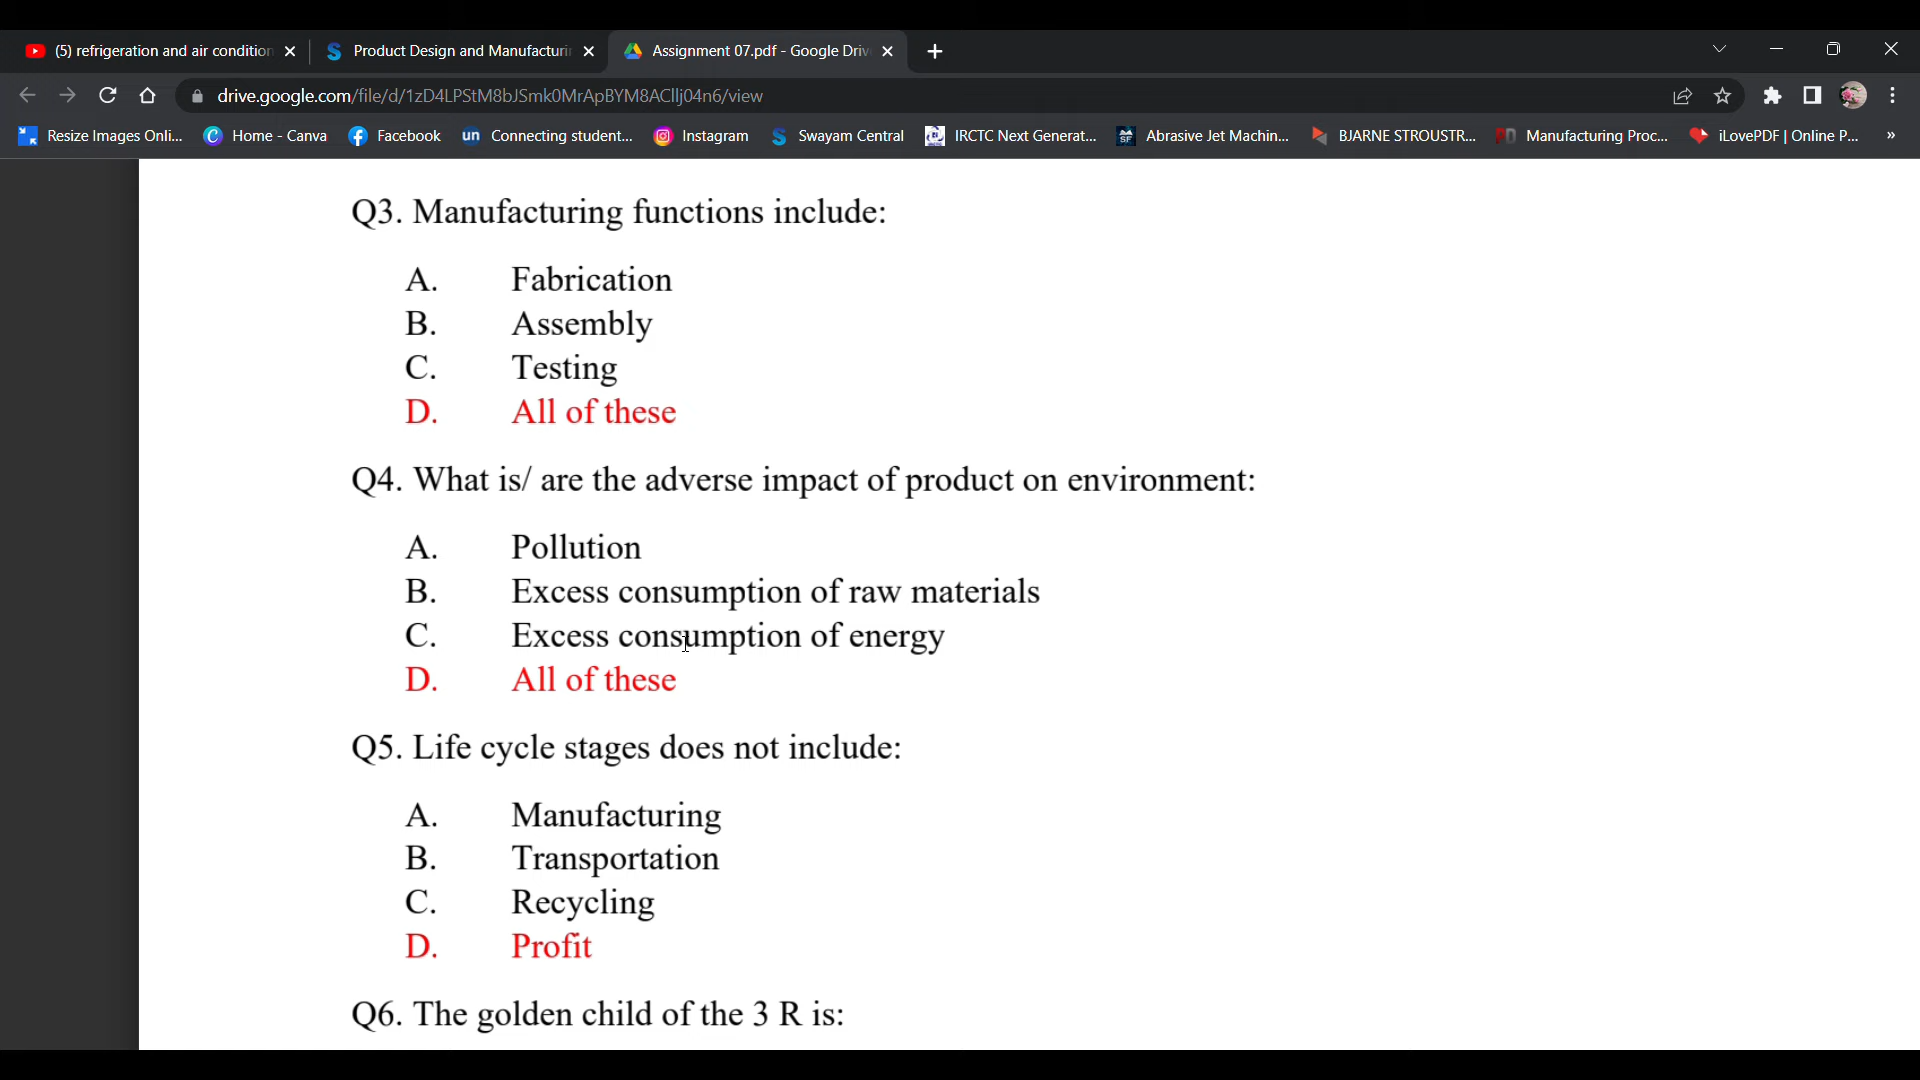 (5) refrigeration and air condition
Product Design and Manufacturi
Assignment 07.pdf - Google Driv
drive.google.com/file/d/1zD4LPStM8bJSmk0MrApBYM8ACllj04n6/view
Resize Images Onli...
Home - Canva
Facebook
un Connecting student...
Instagram
Swayam Central
IRCTC Next Generat...
SF Abrasive Jet Machin...
BJARNE STROUSTR...
Manufacturing Proc...
iLovePDF | Online P...
»
Q3. Manufacturing functions include:
A. Fabrication
B. Assembly
C. Testing
D. All of these
Q4. What is/ are the adverse impact of product on environment:
A. Pollution
B. Excess consumption of raw materials
C. Excess consumption of energy
D. All of these
Q5. Life cycle stages does not include:
A. Manufacturing
B. Transportation
C. Recycling
D. Profit
Q6. The golden child of the 3 R is: